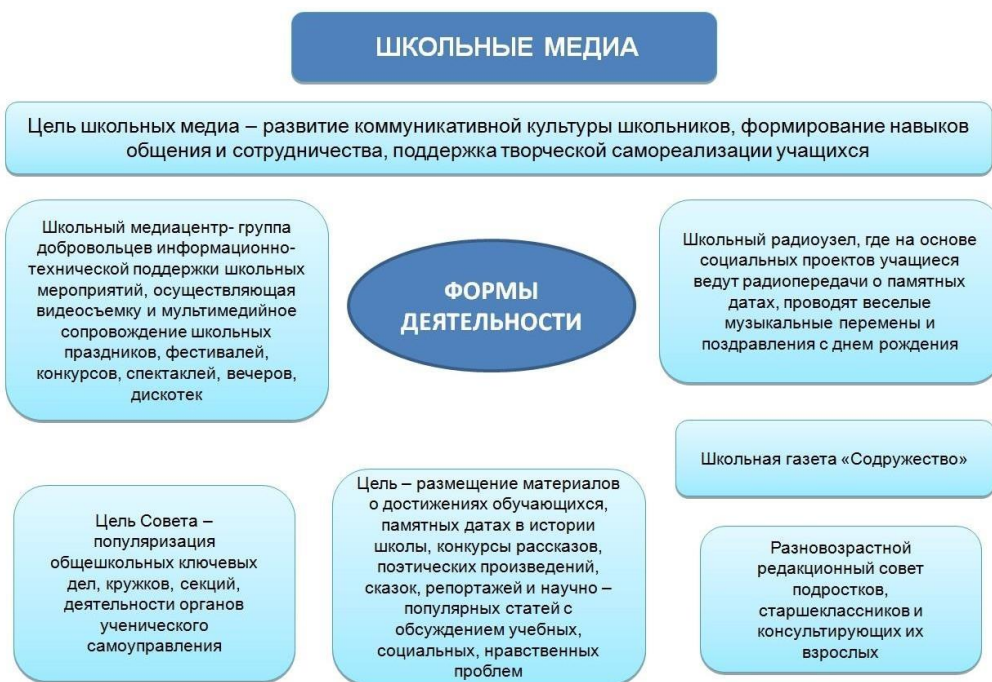 ШКОЛЬНЫЕ МЕДИА
Цель школьных медиа – развитие коммуникативной культуры школьников, формирование навыков
общения и сотрудничества, поддержка творческой самореализации учащихся
Школьный медиацентр- группа
добровольцев информационно-
технической поддержки школьных
мероприятий, осуществляющая
видеосъемку и мультимедийное
сопровождение школьных
праздников, фестивалей,
конкурсов, спектаклей, вечеров,
дискотек
ФОРМЫ
ДЕЯТЕЛЬНОСТИ
Школьный радиоузел, где на основе
социальных проектов учащиеся
ведут радиопередачи о памятных
датах, проводят веселые
музыкальные перемены и
поздравления с днем рождения
Школьная газета «Содружество»
Цель Совета –
популяризация
общешкольных ключевых
дел, кружков, секций,
деятельности органов
ученического
самоуправления
Цель – размещение материалов
о достижениях обучающихся,
памятных датах в истории
школы, конкурсы рассказов,
поэтических произведений,
сказок, репортажей и научно –
популярных статей с
обсуждением учебных,
социальных, нравственных
проблем
Разновозрастной
редакционный совет
подростков,
старшеклассников и
консультирующих их
взрослых